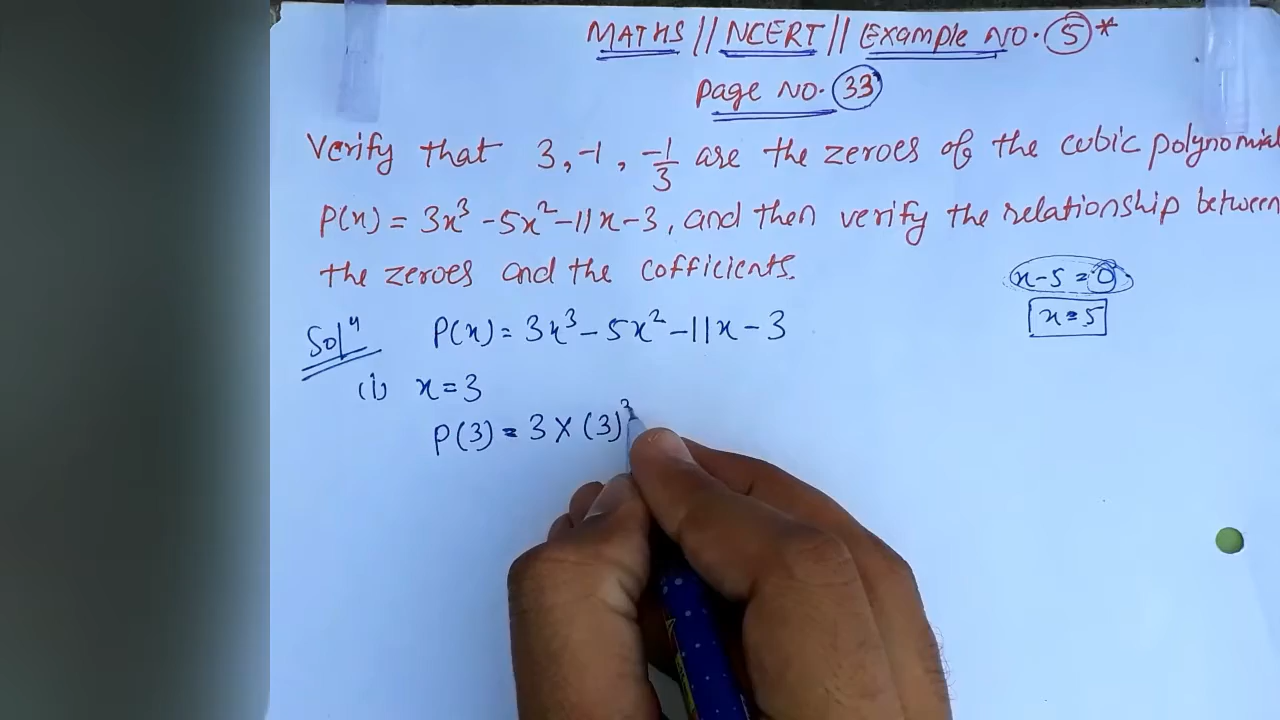 MATHS // NCERT // Example NO. 5*
Page NO. 33
Verify that 3, -1, -1/3 are the zeroes of the cubic polynomial
P(x) = 3x³ - 5x² - 11x - 3, and then verify the relationship between
the zeroes and the cofficients.
x - 5 = 0
x = 5
Solⁿ P(x) = 3x³ - 5x² - 11x - 3
(i) x = 3
P(3) = 3 × (3)³